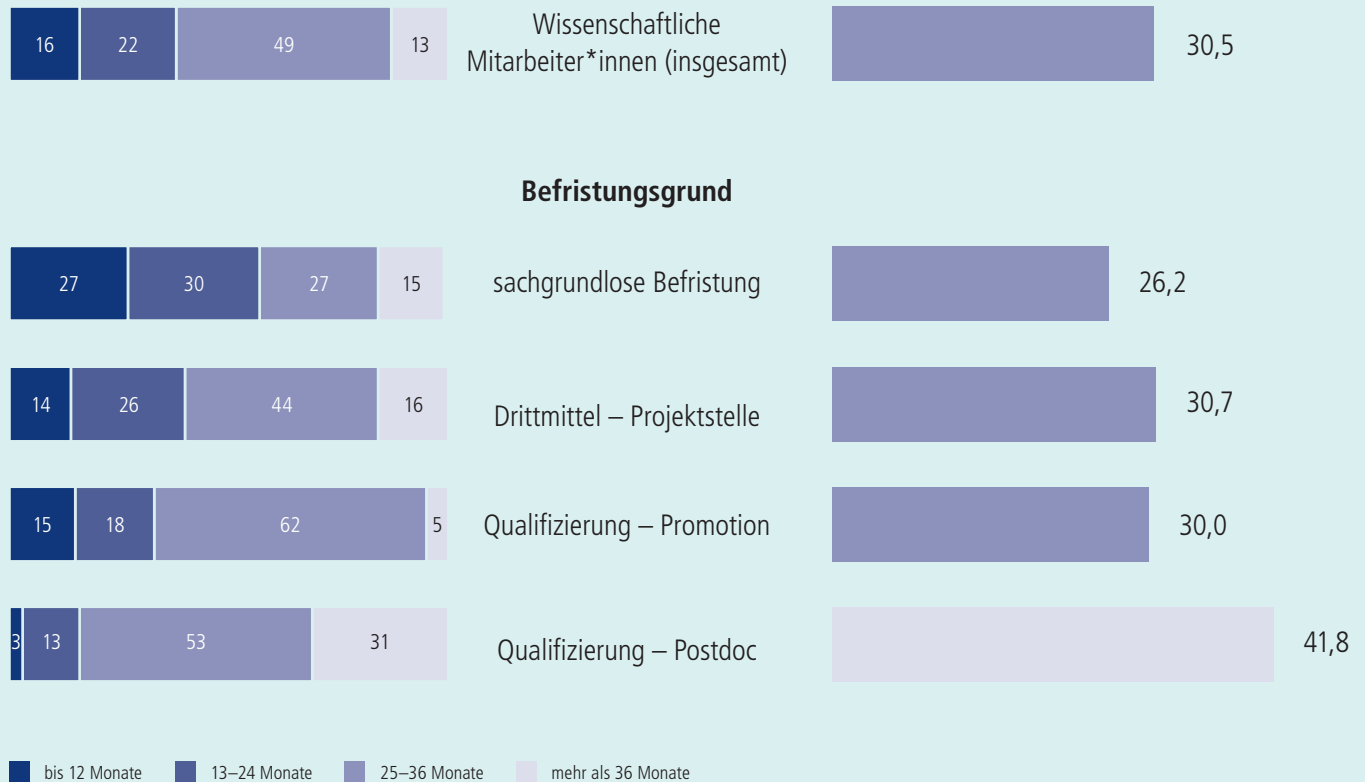 16 22 49 13 Wissenschaftliche Mitarbeiter*innen (insgesamt) 30,5
Befristungsgrund
27 30 27 15 sachgrundlose Befristung 26,2
14 26 44 16 Drittmittel – Projektstelle 30,7
15 18 62 5 Qualifizierung – Promotion 30,0
3 13 53 31 Qualifizierung – Postdoc 41,8
bis 12 Monate 13–24 Monate 25–36 Monate mehr als 36 Monate